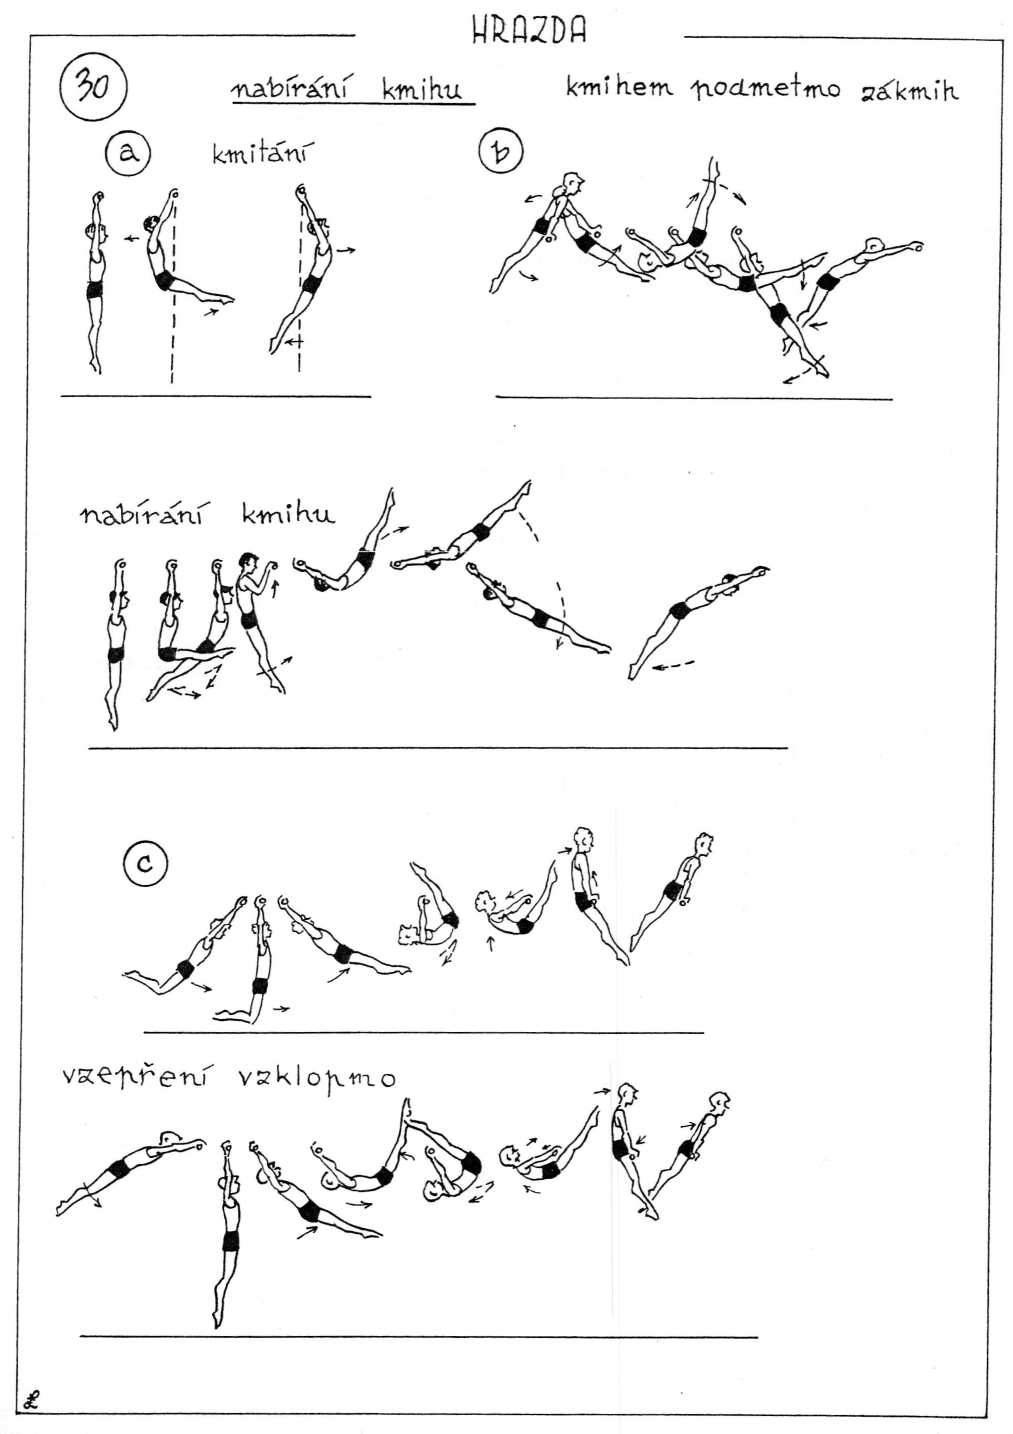 HRAZDA
30
nabírání kmihu
kmihem podmetmo zákmih
a
kmitání
b
nabírání kmihu
c
vzepření vzklopmo